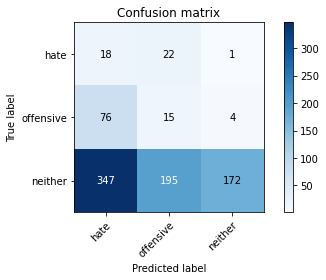 Confusion matrix
hate 18 22 1
offensive 76 15 4
neither 347 195 172
hate offensive neither
True label
Predicted label
300
250
200
150
100
50